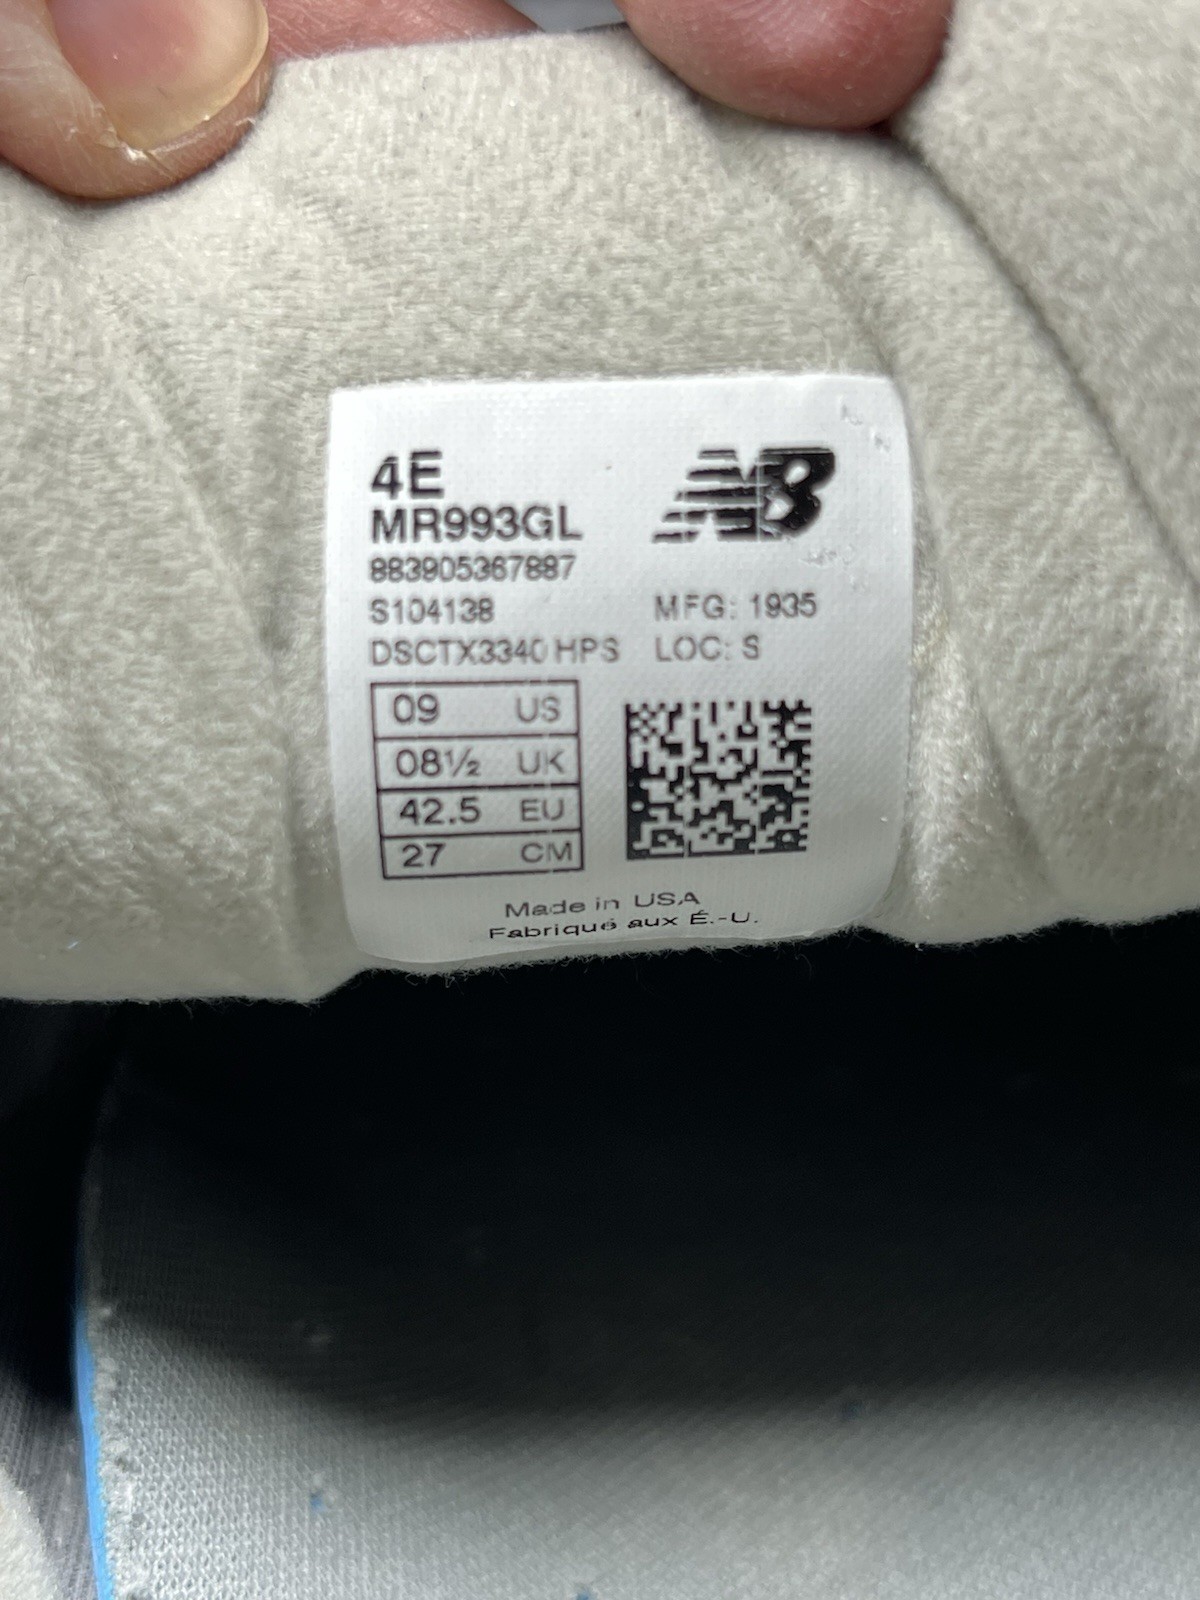 4E
NB
MR993GL
883905367887
S104138
MFG: 1935
DSCTX3340 HPS
LOC: S
09 US
08½ UK
42.5 EU
27 CM
Made in USA
Fabriqué aux É.-U.